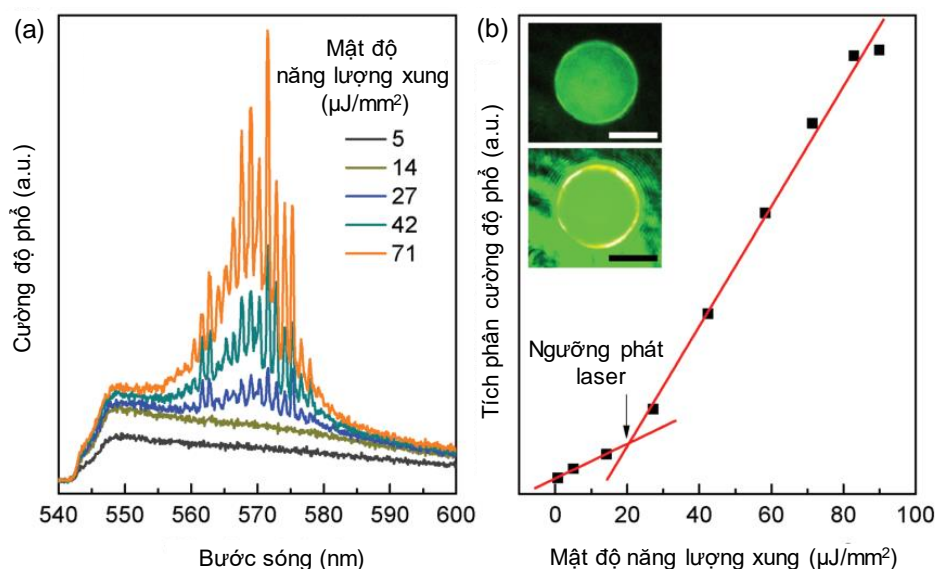 (a)
Mật độ
năng lượng xung
(μJ/mm²)
5
14
27
42
71
Cường độ phổ (a.u.)
540 550 560 570 580 590 600
Bước sóng (nm)
(b)
Tích phân cường độ phổ (a.u.)
Ngưỡng phát
laser
0 20 40 60 80 100
Mật độ năng lượng xung (μJ/mm²)